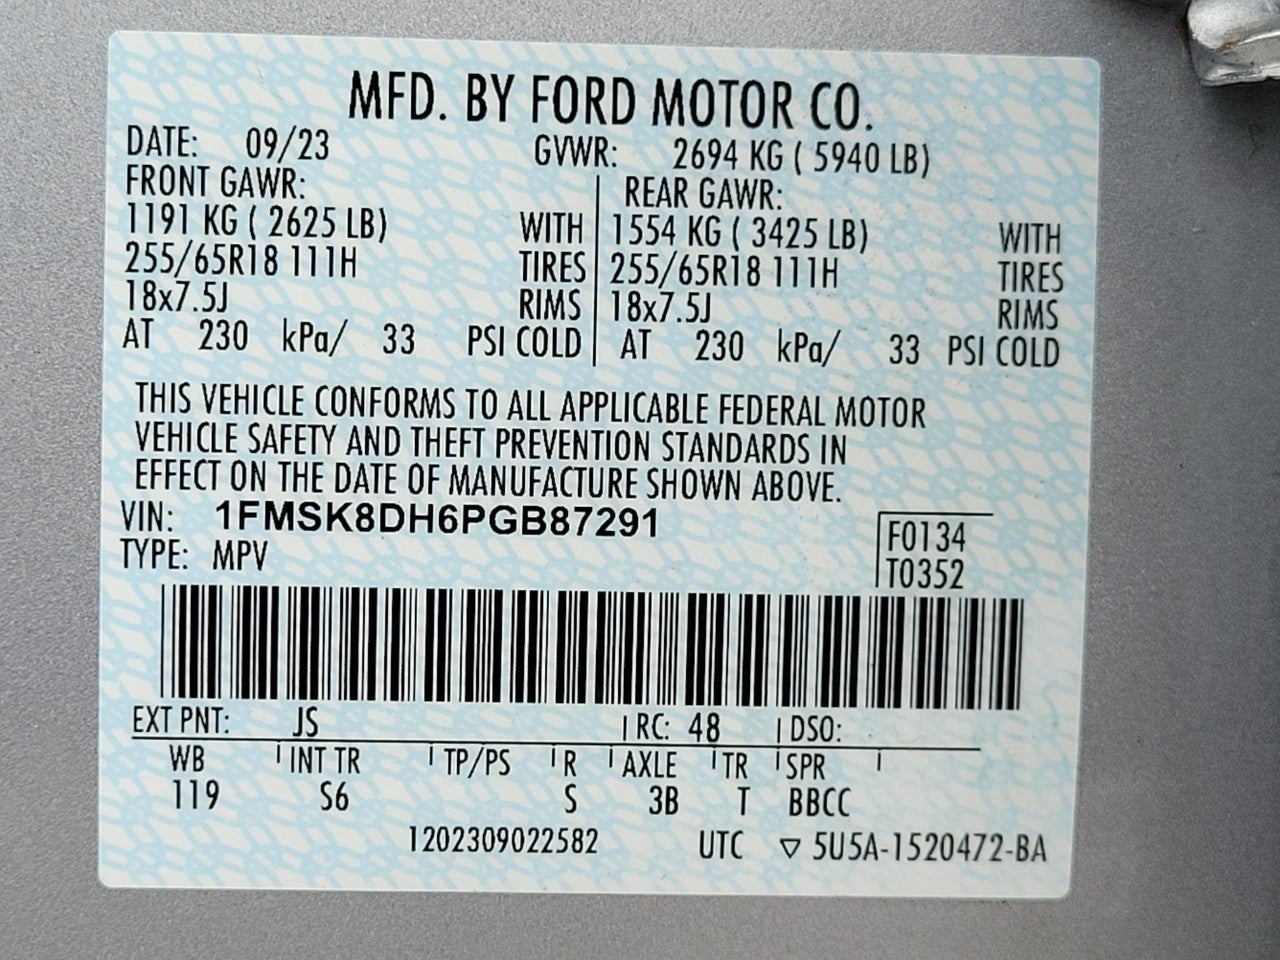 MFD. BY FORD MOTOR CO.
DATE: 09/23 GVWR: 2694 KG ( 5940 LB)
FRONT GAWR: REAR GAWR:
1191 KG ( 2625 LB) WITH 1554 KG ( 3425 LB) WITH
255/65R18 111H TIRES 255/65R18 111H TIRES
18x7.5J RIMS 18x7.5J RIMS
AT 230 kPa/ 33 PSI COLD AT 230 kPa/ 33 PSI COLD
THIS VEHICLE CONFORMS TO ALL APPLICABLE FEDERAL MOTOR
VEHICLE SAFETY AND THEFT PREVENTION STANDARDS IN
EFFECT ON THE DATE OF MANUFACTURE SHOWN ABOVE.
VIN: 1FMSK8DH6PGB87291
F0134
TYPE: MPV
T0352
EXT PNT: JS RC: 48 DSO:
WB INT TR TP/PS R AXLE TR SPR
119 S6 S 3B T BBCC
1202309022582 UTC ▽ 5U5A-1520472-BA